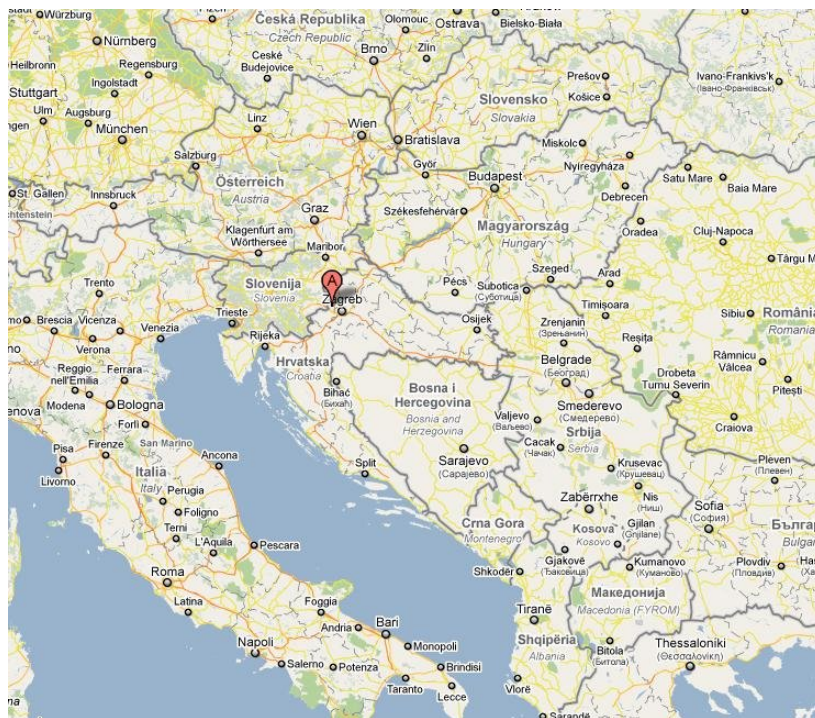 Würzburg
Plzeň
Česká Republika
Czech Republic
Olomouc
Ostrava
Bielsko-Biała
Nürnberg
Brno
Zlín
Heilbronn
Regensburg
České
Budejovice
Prešov
Ivano-Frankivs'k
(Івано-Франківськ)
Stuttgart
Ingolstadt
Slovensko
Slovakia
Košice
Ulm
Augsburg
Linz
Wien
München
Bratislava
Miskolc
Salzburg
Győr
Nyíregyháza
Satu Mare
Baia Mare
St. Gallen
Innsbruck
Österreich
Austria
Budapest
Debrecen
Graz
Székesfehérvár
Oradea
Klagenfurt am
Wörthersee
Magyarország
Hungary
Cluj-Napoca
Maribor
Târgu M
Trento
Slovenija
Slovenia
A
Zagreb
Pécs
Subotica
(Суботица)
Szeged
Arad
Brescia
Vicenza
Trieste
Timişoara
Sibiu
România
Romania
Verona
Venezia
Rijeka
Osijek
Zrenjanin
(Зрењанин)
Reşiţa
Reggio
nell'Emilia
Ferrara
Hrvatska
Croatia
Belgrade
(Београд)
Râmnicu
Vâlcea
Modena
Bologna
Bihać
(Бихаћ)
Bosna i
Hercegovina
Bosnia and
Herzegovina
Drobeta
Turnu Severin
Piteşti
Smederevo
(Смедерево)
Forlì
Valjevo
(Ваљево)
Craiova
Pisa
Firenze
San Marino
Cacak
(Чачак)
Srbija
Serbia
Livorno
Ancona
Split
Sarajevo
(Сарајево)
Krusevac
(Крушевац)
Pleven
(Плевен)
Italia
Italy
Perugia
Nis
(Ниш)
Foligno
Zabërrxhe
Sofia
(София)
Terni
Crna Gora
Montenegro
Kosova
Kosovo
Gjilan
(Gnjilane)
Българ
Bulgar
L'Aquila
Pescara
Gjakovë
(Ђаковица)
Plovdiv
(Пловдив)
Roma
Shkodër
Kumanovo
(Куманово)
Latina
Foggia
Tiranë
Македонија
Macedonia (FYROM)
Andria
Bari
Napoli
Monopoli
Shqipëria
Albania
Bitola
(Битола)
Thessaloniki
(Θεσσαλονίκη)
Salerno
Potenza
Brindisi
Taranto
Lecce
Vlorë
Sarandë